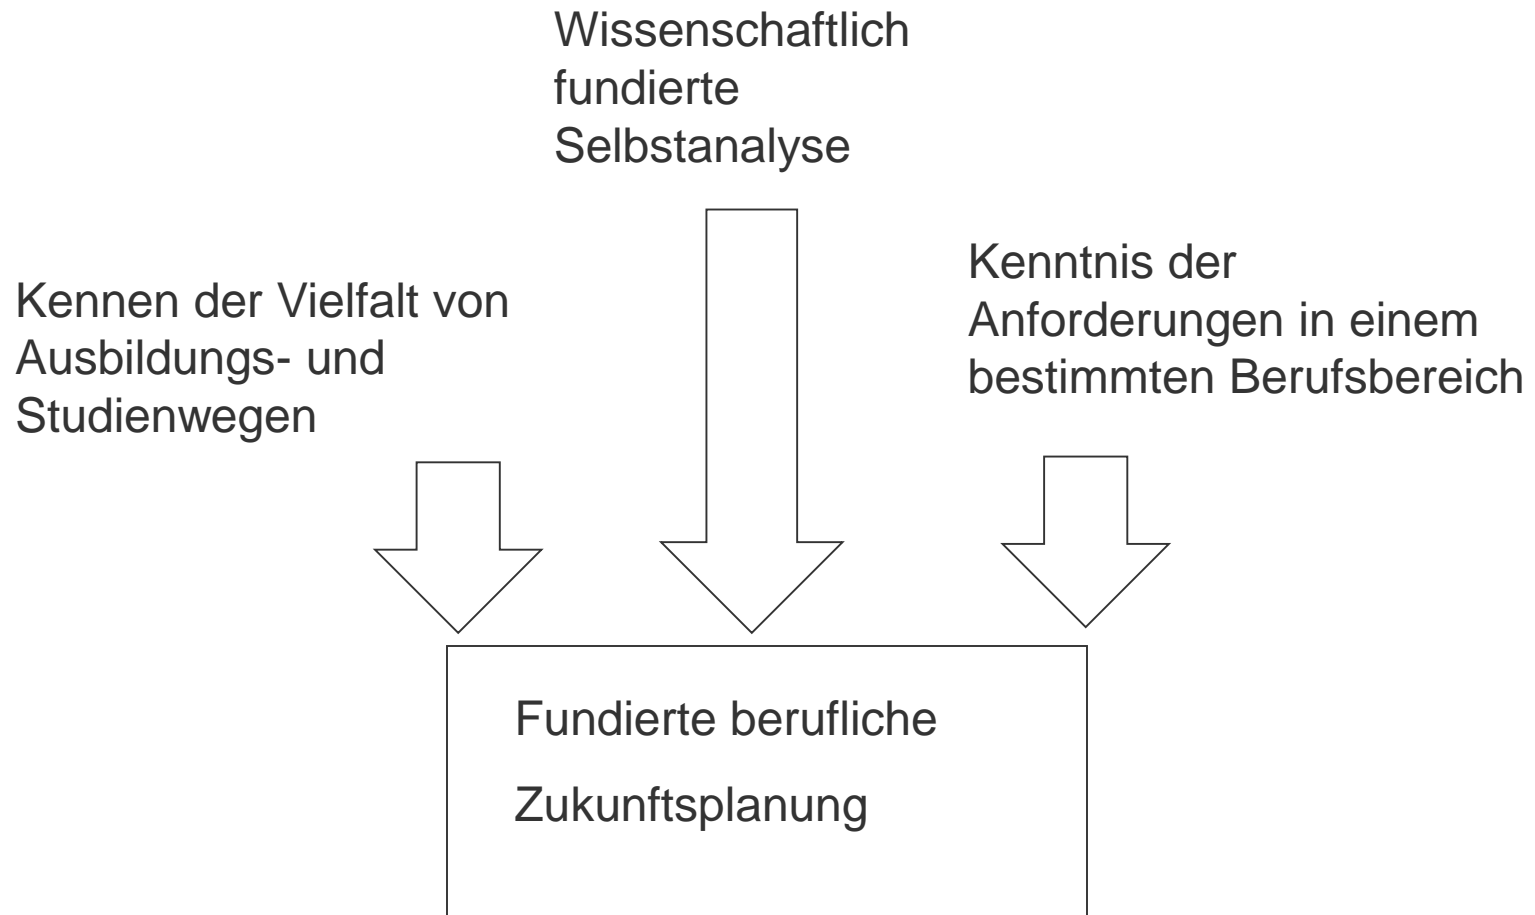 Wissenschaftlich
fundierte
Selbstanalyse
Kennen der Vielfalt von
Ausbildungs- und
Studienwegen
Kenntnis der
Anforderungen in einem
bestimmten Berufsbereich
Fundierte berufliche
Zukunftsplanung